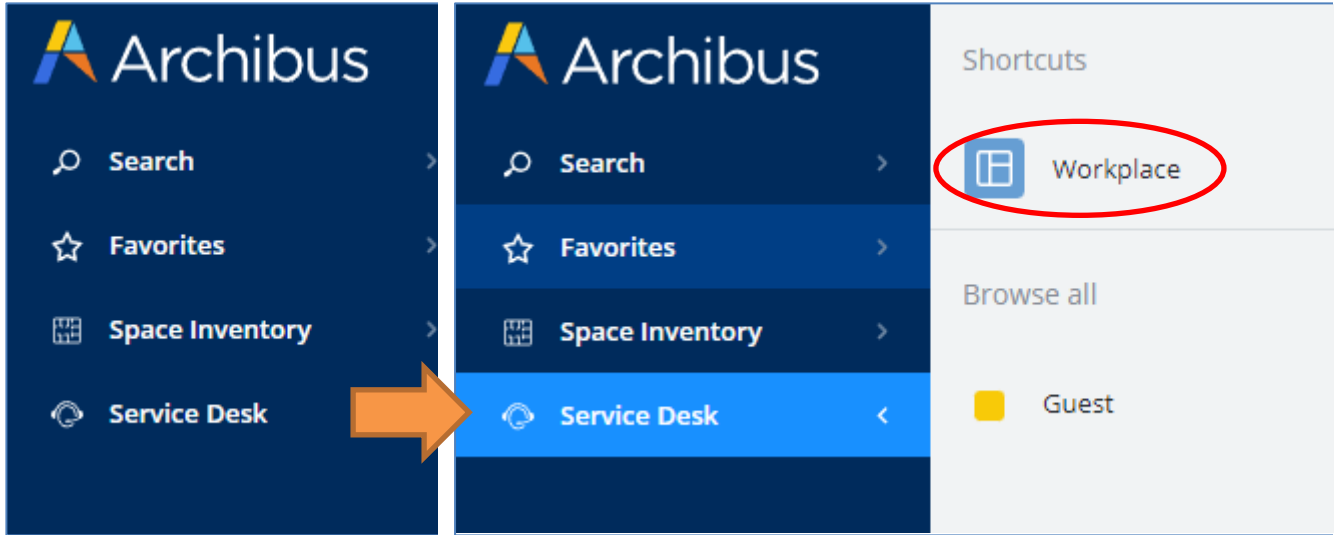 Archibus
Search
Favorites
Space Inventory
Service Desk
Archibus
Search
Favorites
Space Inventory
Service Desk
Shortcuts
Workplace
Browse all
Guest